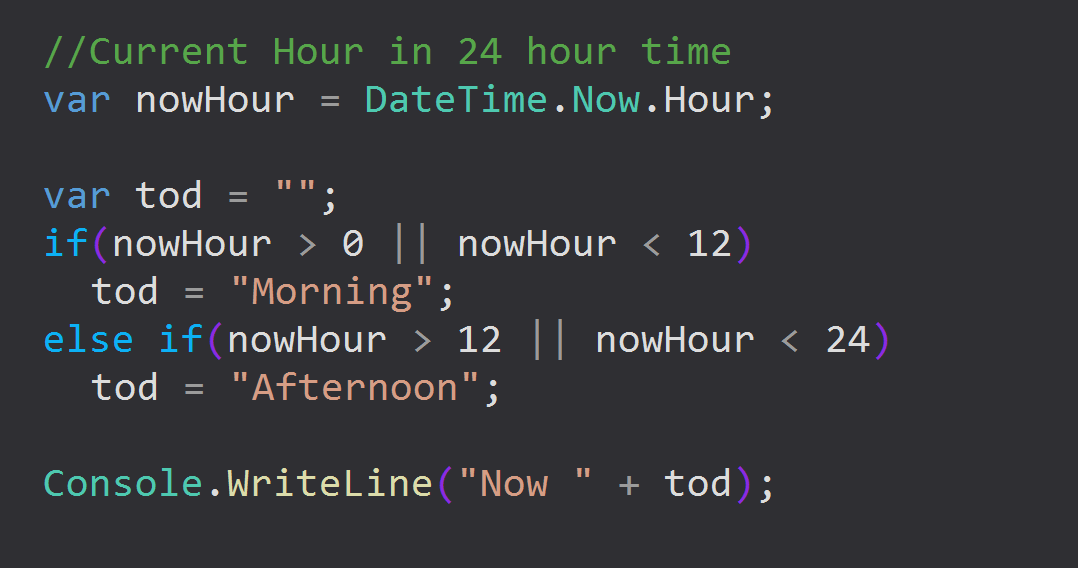 //Current Hour in 24 hour time
var nowHour = DateTime.Now.Hour;
var tod = "";
if(nowHour > 0 || nowHour < 12)
  tod = "Morning";
else if(nowHour > 12 || nowHour < 24)
  tod = "Afternoon";
Console.WriteLine("Now " + tod);